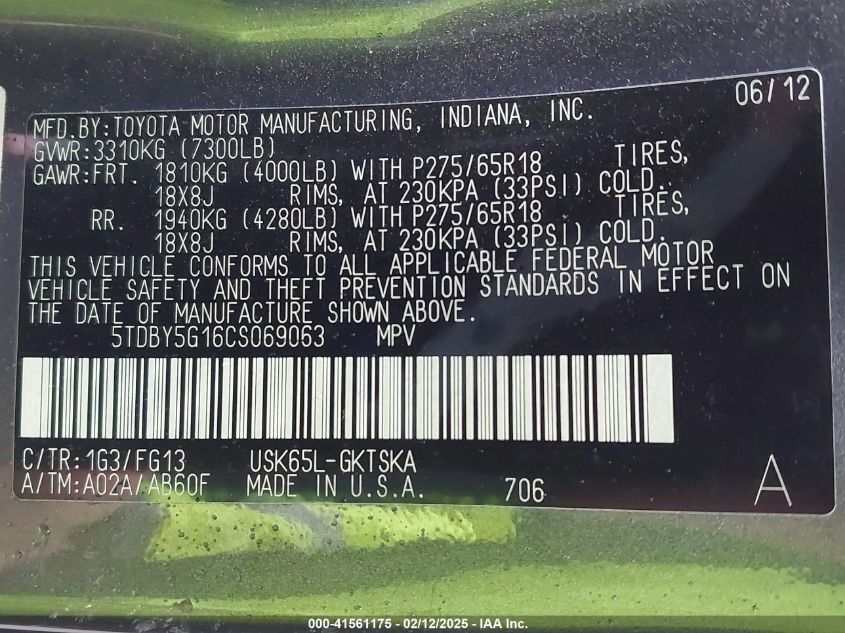 06/12
MFD.BY:TOYOTA MOTOR MANUFACTURING, INDIANA, INC.
GVWR:3310KG (7300LB)
GAWR:FRT. 1810KG (4000LB) WITH P275/65R18 TIRES,
18X8J RIMS, AT 230KPA (33PSI) COLD.
RR. 1940KG (4280LB) WITH P275/65R18 TIRES,
18X8J RIMS, AT 230KPA (33PSI) COLD.
THIS VEHICLE CONFORMS TO ALL APPLICABLE FEDERAL MOTOR
VEHICLE SAFETY AND THEFT PREVENTION STANDARDS IN EFFECT ON
THE DATE OF MANUFACTURE SHOWN ABOVE.
5TDBY5G16CS069063 MPV
C/TR:1G3/FG13 USK65L-GKTSKA
A/TM:A02A/AB60F MADE IN U.S.A. 706 A
000-41561175 - 02/12/2025 - IAA Inc.